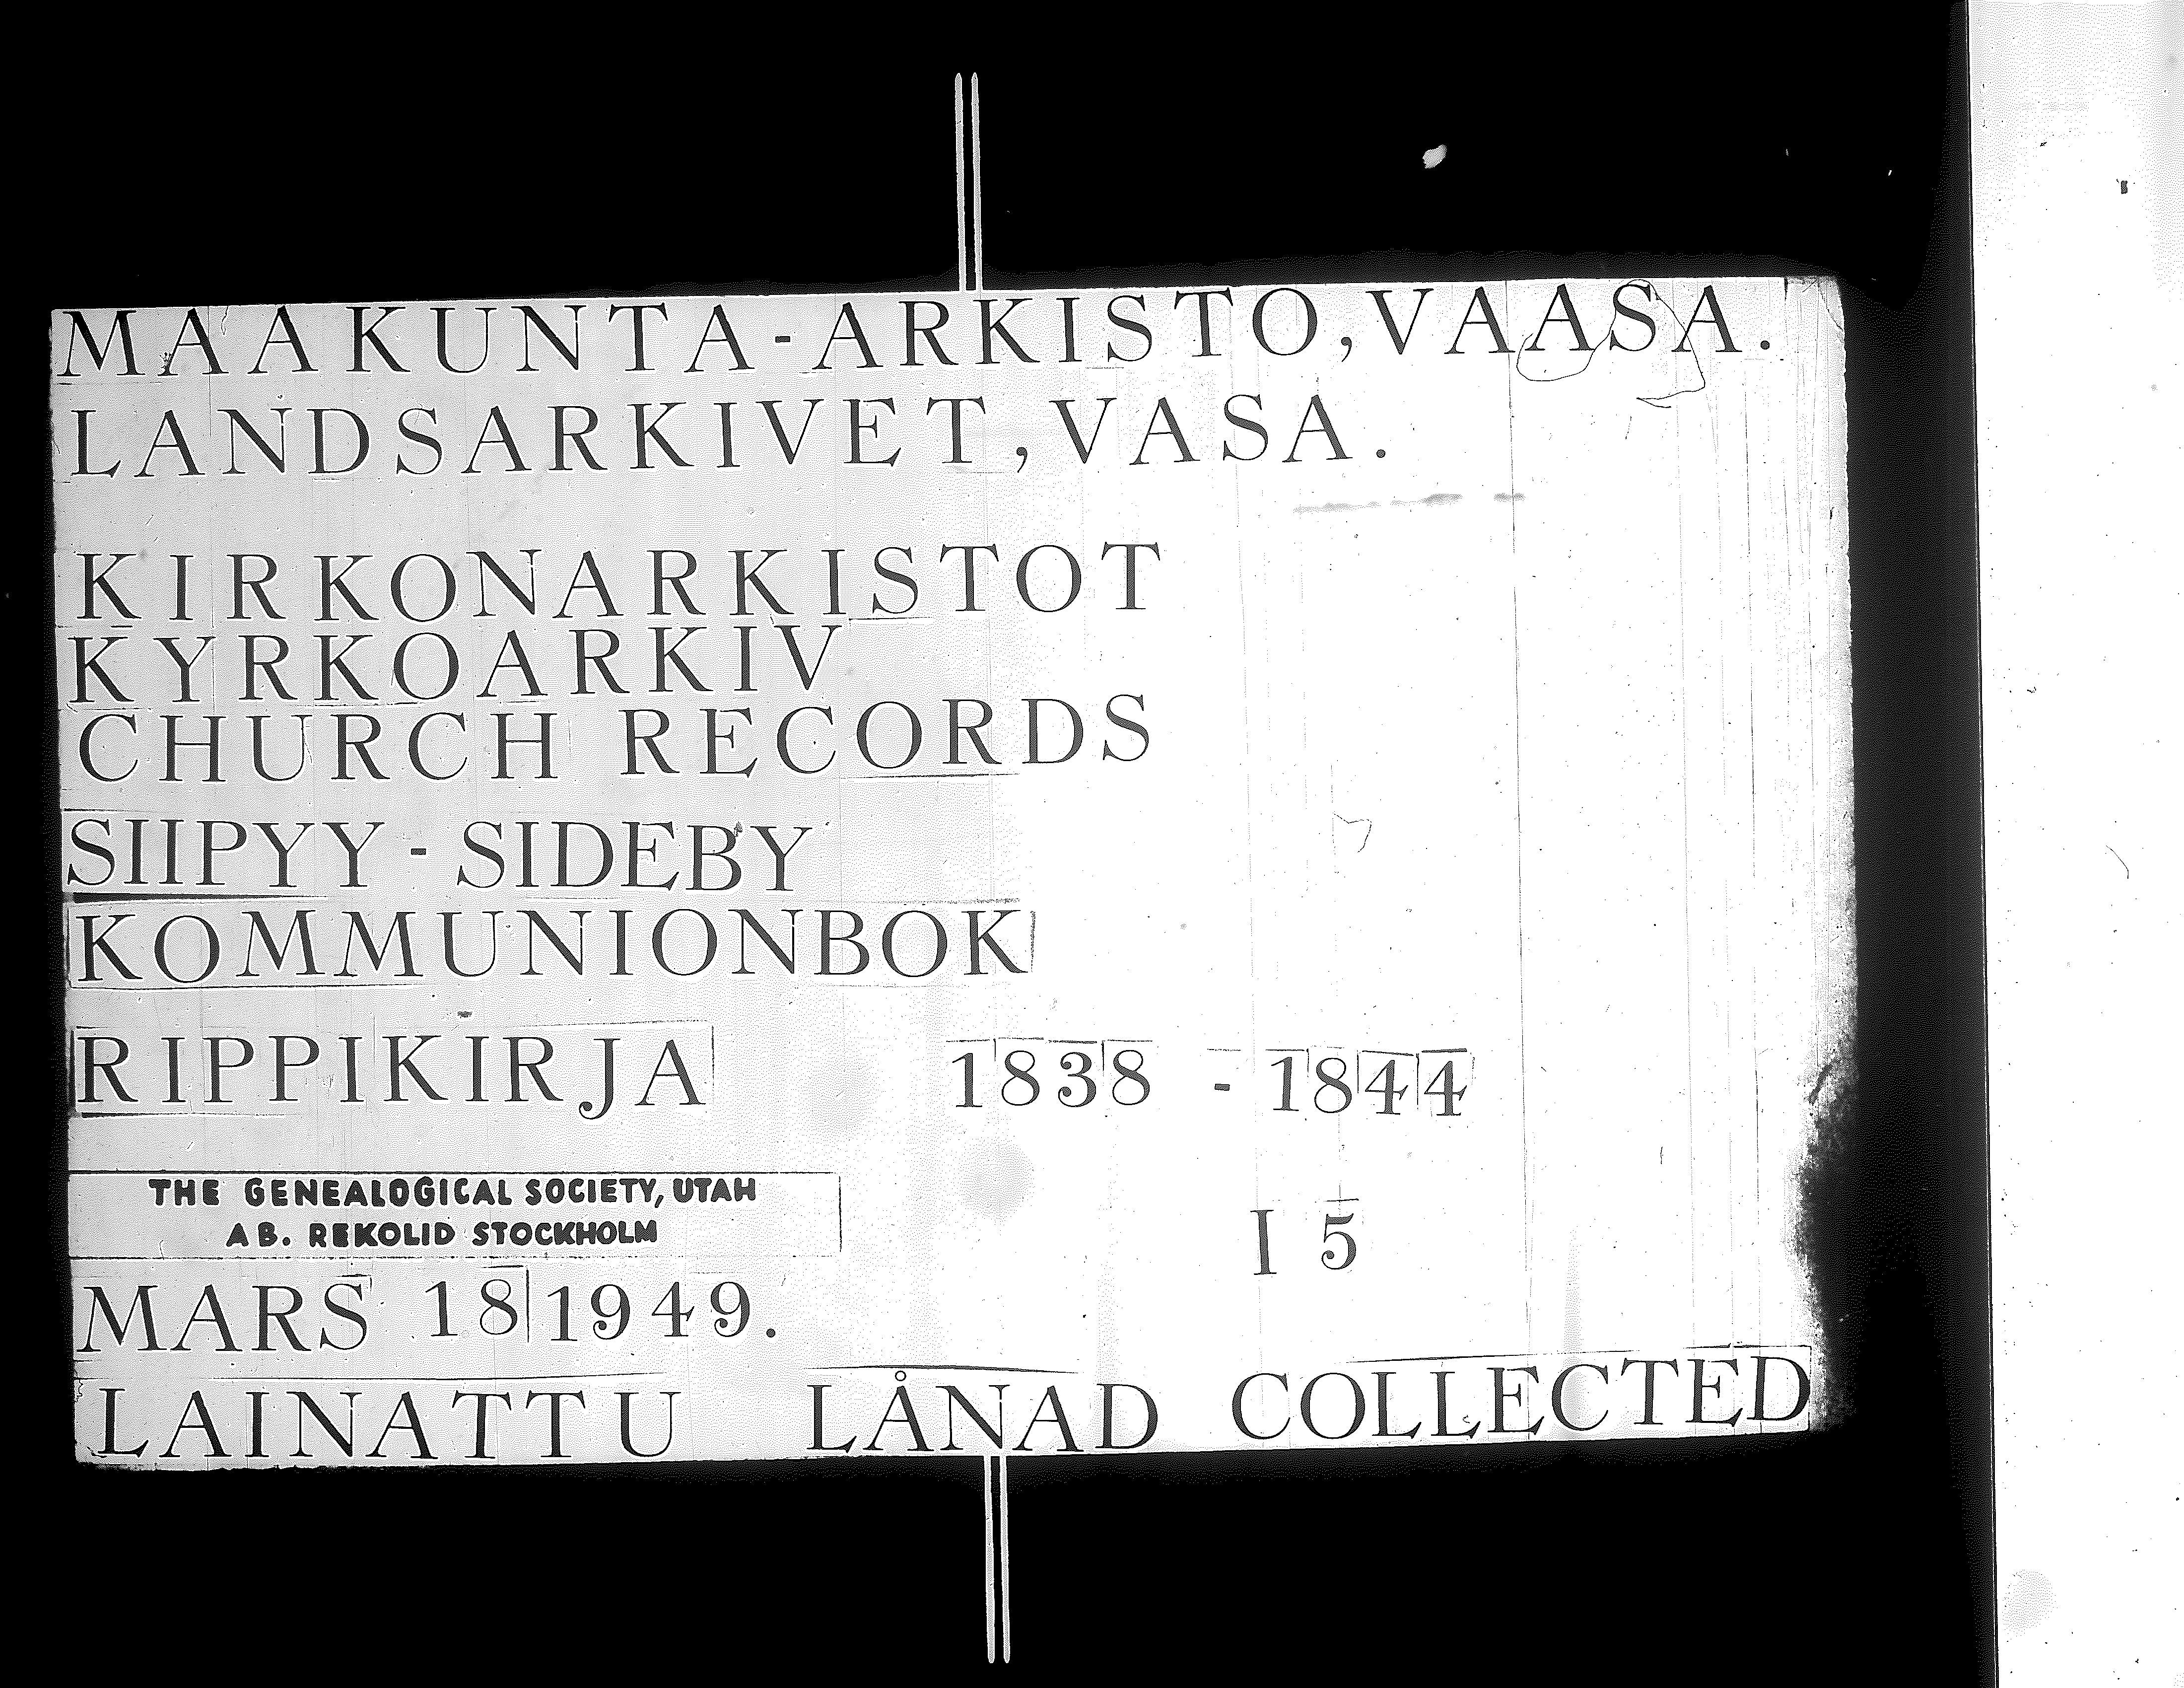 MAAKUNTA-ARKISTO, VAASA.
LANDSARKIVET, VASA.
KIRKONARKISTOT
KYRKOARKIV
CHURCH RECORDS
SIIPYY - SIDEBY
KOMMUNIONBOK
RIPPIKIRJA 1838 - 1844
THE GENEALOGICAL SOCIETY, UTAH
AB. REKOLID STOCKHOLM
I 5
MARS 18 1949.
LAINATTU LÅNAD COLLECTED